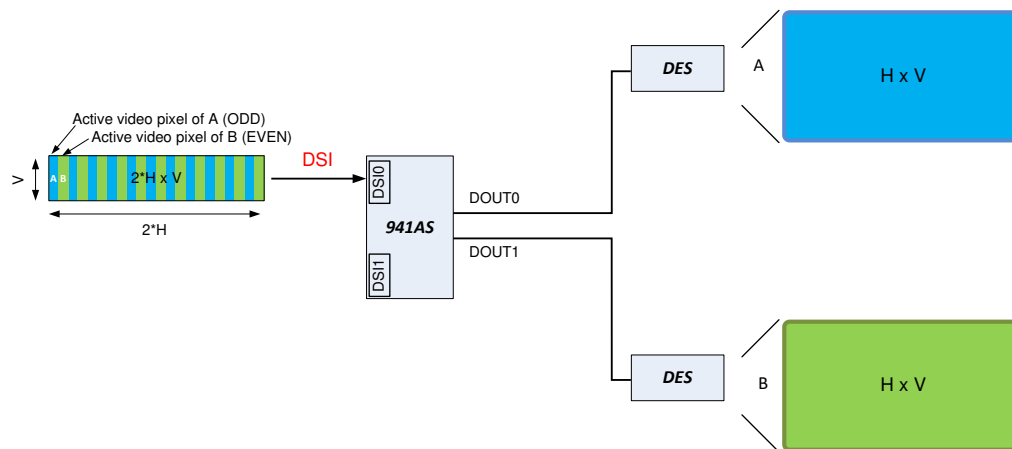 Active video pixel of A (ODD)
Active video pixel of B (EVEN)
V
A B
2*H x V
2*H
DSI
DSI0
941AS
DSI1
DOUT0
DOUT1
DES
A
H x V
DES
B
H x V